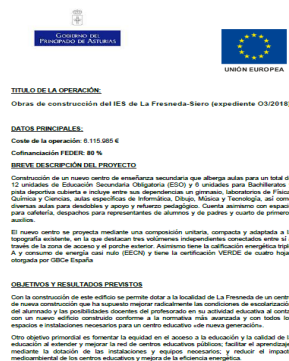 GOBIERNO DEL
PRINCIPADO DE ASTURIAS
UNIÓN EUROPEA
TITULO DE LA OPERACIÓN:
Obras de construcción del IES de La Fresneda-Siero (expediente O3/2018)
DATOS PRINCIPALES:
Coste de la operación: 6.115.985 €
Cofinanciación FEDER: 80 %
BREVE DESCRIPCIÓN DEL PROYECTO
Construcción de un nuevo centro de enseñanza secundaria que alberga aulas para un total de
12 unidades de Educación Secundaria Obligatoria (ESO) y 6 unidades para Bachilleratos
pista deportiva cubierta e incluye entre sus dependencias un gimnasio, laboratorios de Física
Química y Ciencias, aulas específicas de Informática, Dibujo, Música y Tecnología, así com
diversas aulas para desdobles y apoyo y refuerzo pedagógico. Cuenta asimismo con espaci
para cafetería, despachos para representantes de alumnos y de padres y cuarto de primero
auxilios.
El nuevo centro se proyecta mediante una composición unitaria, compacta y adaptada a l
topografía existente, en la que destacan tres volúmenes independientes conectados entre sí
través de la zona de acceso y el porche exterior. Asimismo tiene la calificación energética tripl
A y consumo de energía casi nulo (EECN) y tiene la certificación VERDE de cuatro hojas
otorgada por GBCe España
OBJETIVOS Y RESULTADOS PREVISTOS
Con la construcción de este edificio se permite dotar a la localidad de La Fresneda de un centro
de nueva construcción que ha supuesto mejorar radicalmente las condiciones de escolarización
del alumnado y las posibilidades docentes del profesorado en su actividad educativa al contar
con un nuevo edificio construido conforme a la normativa más avanzada y con todos lo
espacios e instalaciones necesarios para un centro educativo «de nueva generación».
Otro objetivo primordial es fomentar la equidad en el acceso a la educación y la calidad de l
educación al extender y mejorar la red de centros educativos públicos; facilitar el acceso
mediante la dotación de las instalaciones y equipos necesarios; y reducir el impacto
medioambiental de los centros educativos y mejora de la eficiencia energética.